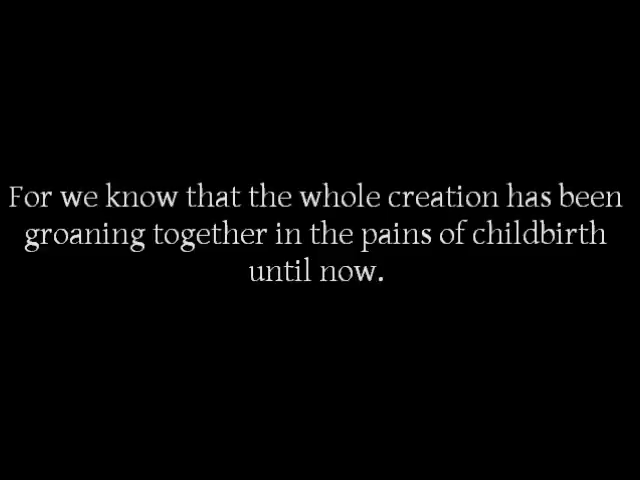 For we know that the whole creation has been
groaning together in the pains of childbirth
until now.